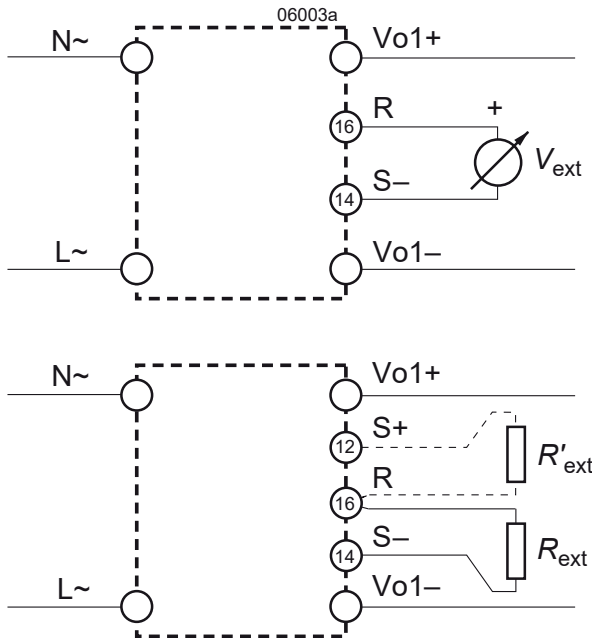 06003a
N~
Vo1+
16
R
+
Vext
14
S–
L~
Vo1–
N~
Vo1+
12
S+
R'ext
16
R
14
S–
Rext
L~
Vo1–